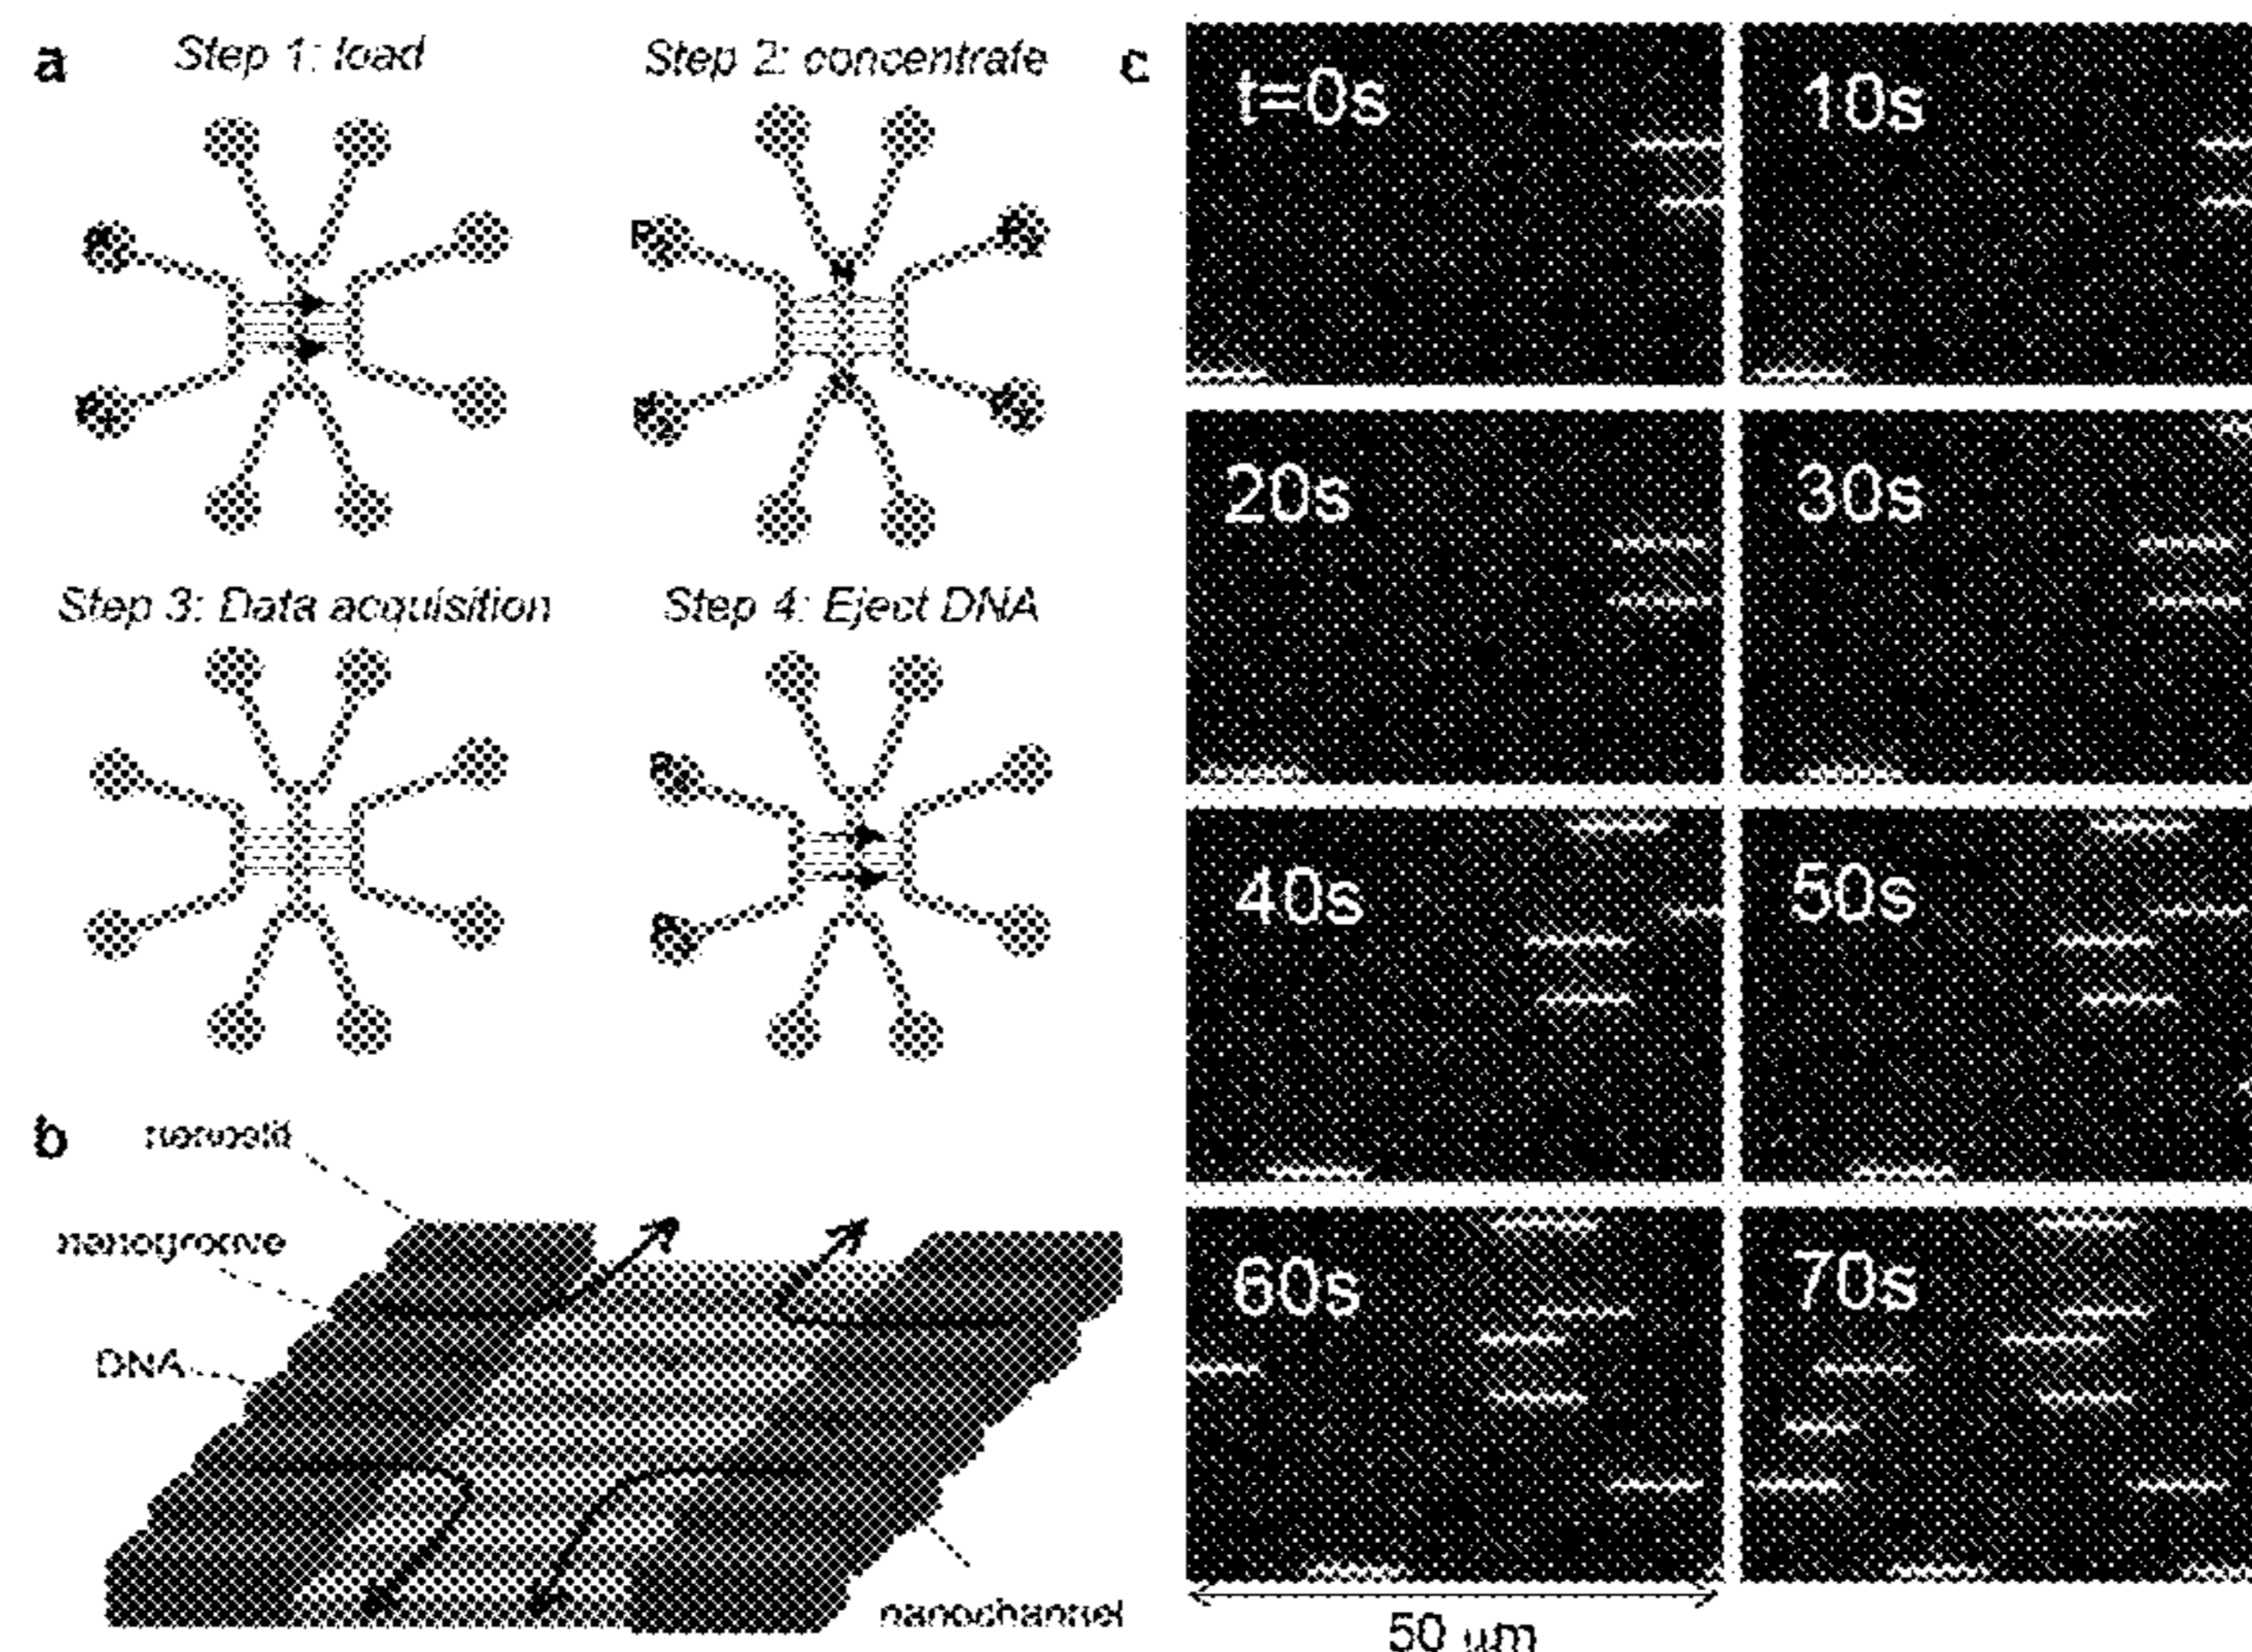 a
Step 1: load
Step 2: concentrate
Step 3: Data acquisition
Step 4: Eject DNA
b
nanoslit
nanogroove
DNA
nanochannel
c
t=0s
10s
20s
30s
40s
50s
60s
70s
50 µm